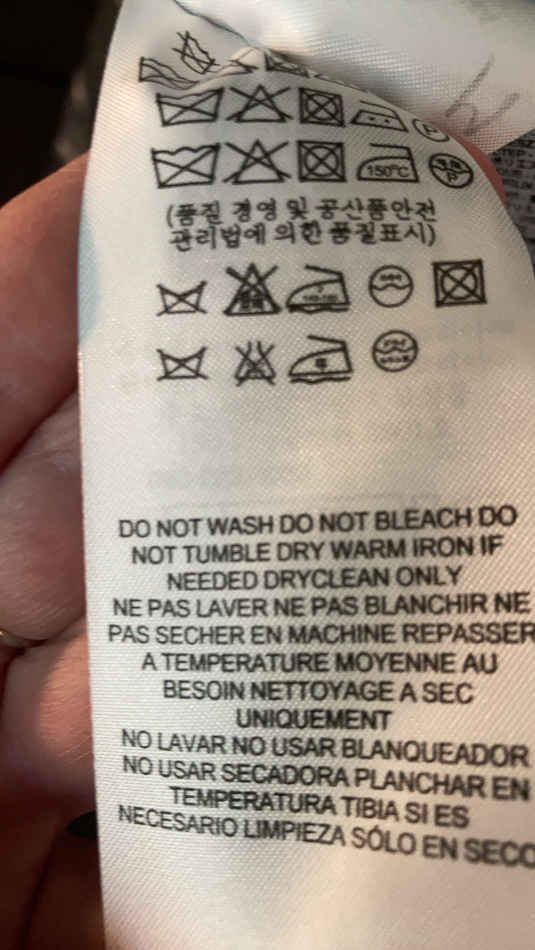 P
150°C
P
(품질 경영 및 공산품안전
관리법에 의한 품질표시)
DO NOT WASH DO NOT BLEACH DO
NOT TUMBLE DRY WARM IRON IF
NEEDED DRYCLEAN ONLY
NE PAS LAVER NE PAS BLANCHIR NE
PAS SECHER EN MACHINE REPASSER
A TEMPERATURE MOYENNE AU
BESOIN NETTOYAGE A SEC
UNIQUEMENT
NO LAVAR NO USAR BLANQUEADOR
NO USAR SECADORA PLANCHAR EN
TEMPERATURA TIBIA SI ES
NECESARIO LIMPIEZA SÓLO EN SECO